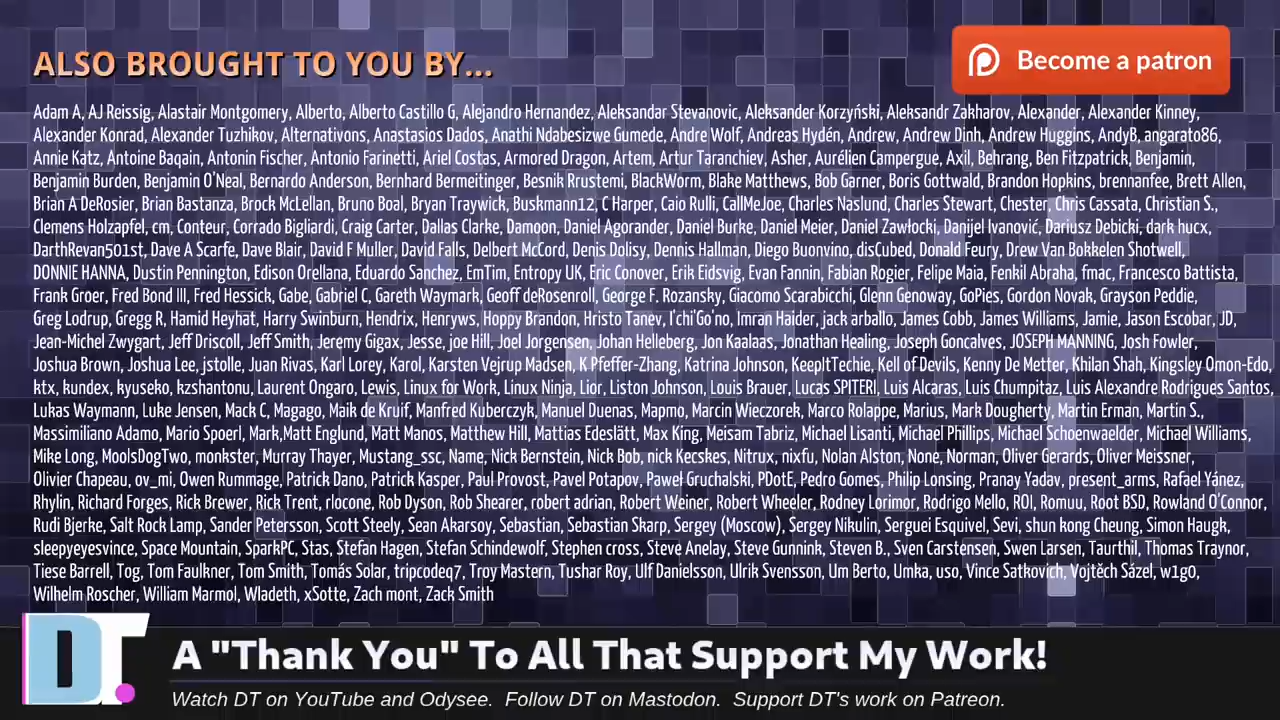 ALSO BROUGHT TO YOU BY...
Become a patron
Adam A, AJ Reissig, Alastair Montgomery, Alberto, Alberto Castillo G, Alejandro Hernandez, Aleksandar Stevanovic, Aleksander Korzyński, Aleksandr Zakharov, Alexander, Alexander Kinney,
Alexander Konrad, Alexander Tuzhikov, Alternativons, Anastasios Dados, Anathi Ndabesizwe Gumede, Andre Wolf, Andreas Hydén, Andrew, Andrew Dinh, Andrew Huggins, AndyB, angarato86,
Annie Katz, Antoine Baqain, Antonin Fischer, Antonio Farinetti, Ariel Costas, Armored Dragon, Artem, Artur Taranchiev, Asher, Aurélien Campergue, Axil, Behrang, Ben Fitzpatrick, Benjamin,
Benjamin Burden, Benjamin O'Neal, Bernardo Anderson, Bernhard Bermeitinger, Besnik Rrustemi, BlackWorm, Blake Matthews, Bob Garner, Boris Gottwald, Brandon Hopkins, brennanfee, Brett Allen,
Brian A DeRosier, Brian Bastanza, Brock McLellan, Bruno Boal, Bryan Traywick, Buskmann12, C Harper, Caio Rulli, CallMeJoe, Charles Naslund, Charles Stewart, Chester, Chris Cassata, Christian S.,
Clemens Holzapfel, cm, Conteur, Corrado Bigliardi, Craig Carter, Dallas Clarke, Damoon, Daniel Agorander, Daniel Burke, Daniel Meier, Daniel Zawłocki, Danijel Ivanović, Dariusz Debicki, dark hucx,
DarthRevan501st, Dave A Scarfe, Dave Blair, David F Muller, David Falls, Delbert McCord, Denis Dolisy, Dennis Hallman, Diego Buonvino, disCubed, Donald Feury, Drew Van Bokkelen Shotwell,
DONNIE HANNA, Dustin Pennington, Edison Orellana, Eduardo Sanchez, EmTim, Entropy UK, Eric Conover, Erik Eidsvig, Evan Fannin, Fabian Rogier, Felipe Maia, Fenkil Abraha, fmac, Francesco Battista,
Frank Groer, Fred Bond III, Fred Hessick, Gabe, Gabriel C, Gareth Waymark, Geoff deRosenroll, George F. Rozansky, Giacomo Scarabicchi, Glenn Genoway, GoPies, Gordon Novak, Grayson Peddie,
Greg Lodrup, Gregg R, Hamid Heyhat, Harry Swinburn, Hendrix, Henryws, Hoppy Brandon, Hristo Tanev, I'chi'Go'no, Imran Haider, jack arballo, James Cobb, James Williams, Jamie, Jason Escobar, JD,
Jean-Michel Zwygart, Jeff Driscoll, Jeff Smith, Jeremy Gigax, Jesse, joe Hill, Joel Jorgensen, Johan Helleberg, Jon Kaalaas, Jonathan Healing, Joseph Goncalves, JOSEPH MANNING, Josh Fowler,
Joshua Brown, Joshua Lee, jstolle, Juan Rivas, Karl Lorey, Karol, Karsten Vejrup Madsen, K Pfeffer-Zhang, Katrina Johnson, KeepItTechie, Kell of Devils, Kenny De Metter, Khilan Shah, Kingsley Omon-Edo,
ktx, kundex, kyuseko, kzshantonu, Laurent Ongaro, Lewis, Linux for Work, Linux Ninja, Lior, Liston Johnson, Louis Brauer, Lucas SPITERI, Luis Alcaras, Luis Chumpitaz, Luis Alexandre Rodrigues Santos,
Lukas Waymann, Luke Jensen, Mack C, Magago, Maik de Kruif, Manfred Kuberczyk, Manuel Duenas, Mapmo, Marcin Wieczorek, Marco Rolappe, Marius, Mark Dougherty, Martin Erman, Martin S.,
Massimiliano Adamo, Mario Spoerl, Mark,Matt Englund, Matt Manos, Matthew Hill, Mattias Edeslätt, Max King, Meisam Tabriz, Michael Lisanti, Michael Phillips, Michael Schoenwaelder, Michael Williams,
Mike Long, MoolsDogTwo, monkster, Murray Thayer, Mustang_ssc, Name, Nick Bernstein, Nick Bob, nick Kecskes, Nitrux, nixfu, Nolan Alston, None, Norman, Oliver Gerards, Oliver Meissner,
Olivier Chapeau, ov_mi, Owen Rummage, Patrick Dano, Patrick Kasper, Paul Provost, Pavel Potapov, Paweł Gruchalski, PDotE, Pedro Gomes, Philip Lonsing, Pranay Yadav, present_arms, Rafael Yánez,
Rhylin, Richard Forges, Rick Brewer, Rick Trent, rlocone, Rob Dyson, Rob Shearer, robert adrian, Robert Weiner, Robert Wheeler, Rodney Lorimor, Rodrigo Mello, ROI, Romuu, Root BSD, Rowland O'Connor,
Rudi Bjerke, Salt Rock Lamp, Sander Petersson, Scott Steely, Sean Akarsoy, Sebastian, Sebastian Skarp, Sergey (Moscow), Sergey Nikulin, Serguei Esquivel, Sevi, shun kong Cheung, Simon Haugk,
sleepyeyesvince, Space Mountain, SparkPC, Stas, Stefan Hagen, Stefan Schindewolf, Stephen cross, Steve Anelay, Steve Gunnink, Steven B., Sven Carstensen, Swen Larsen, Taurthil, Thomas Traynor,
Tiese Barrell, Tog, Tom Faulkner, Tom Smith, Tomás Solar, tripcodeq7, Troy Mastern, Tushar Roy, Ulf Danielsson, Ulrik Svensson, Um Berto, Umka, uso, Vince Satkovich, Vojtěch Sázel, w1g0,
Wilhelm Roscher, William Marmol, Wladeth, xSotte, Zach mont, Zack Smith
DT.
A "Thank You" To All That Support My Work!
Watch DT on YouTube and Odysee. Follow DT on Mastodon. Support DT's work on Patreon.